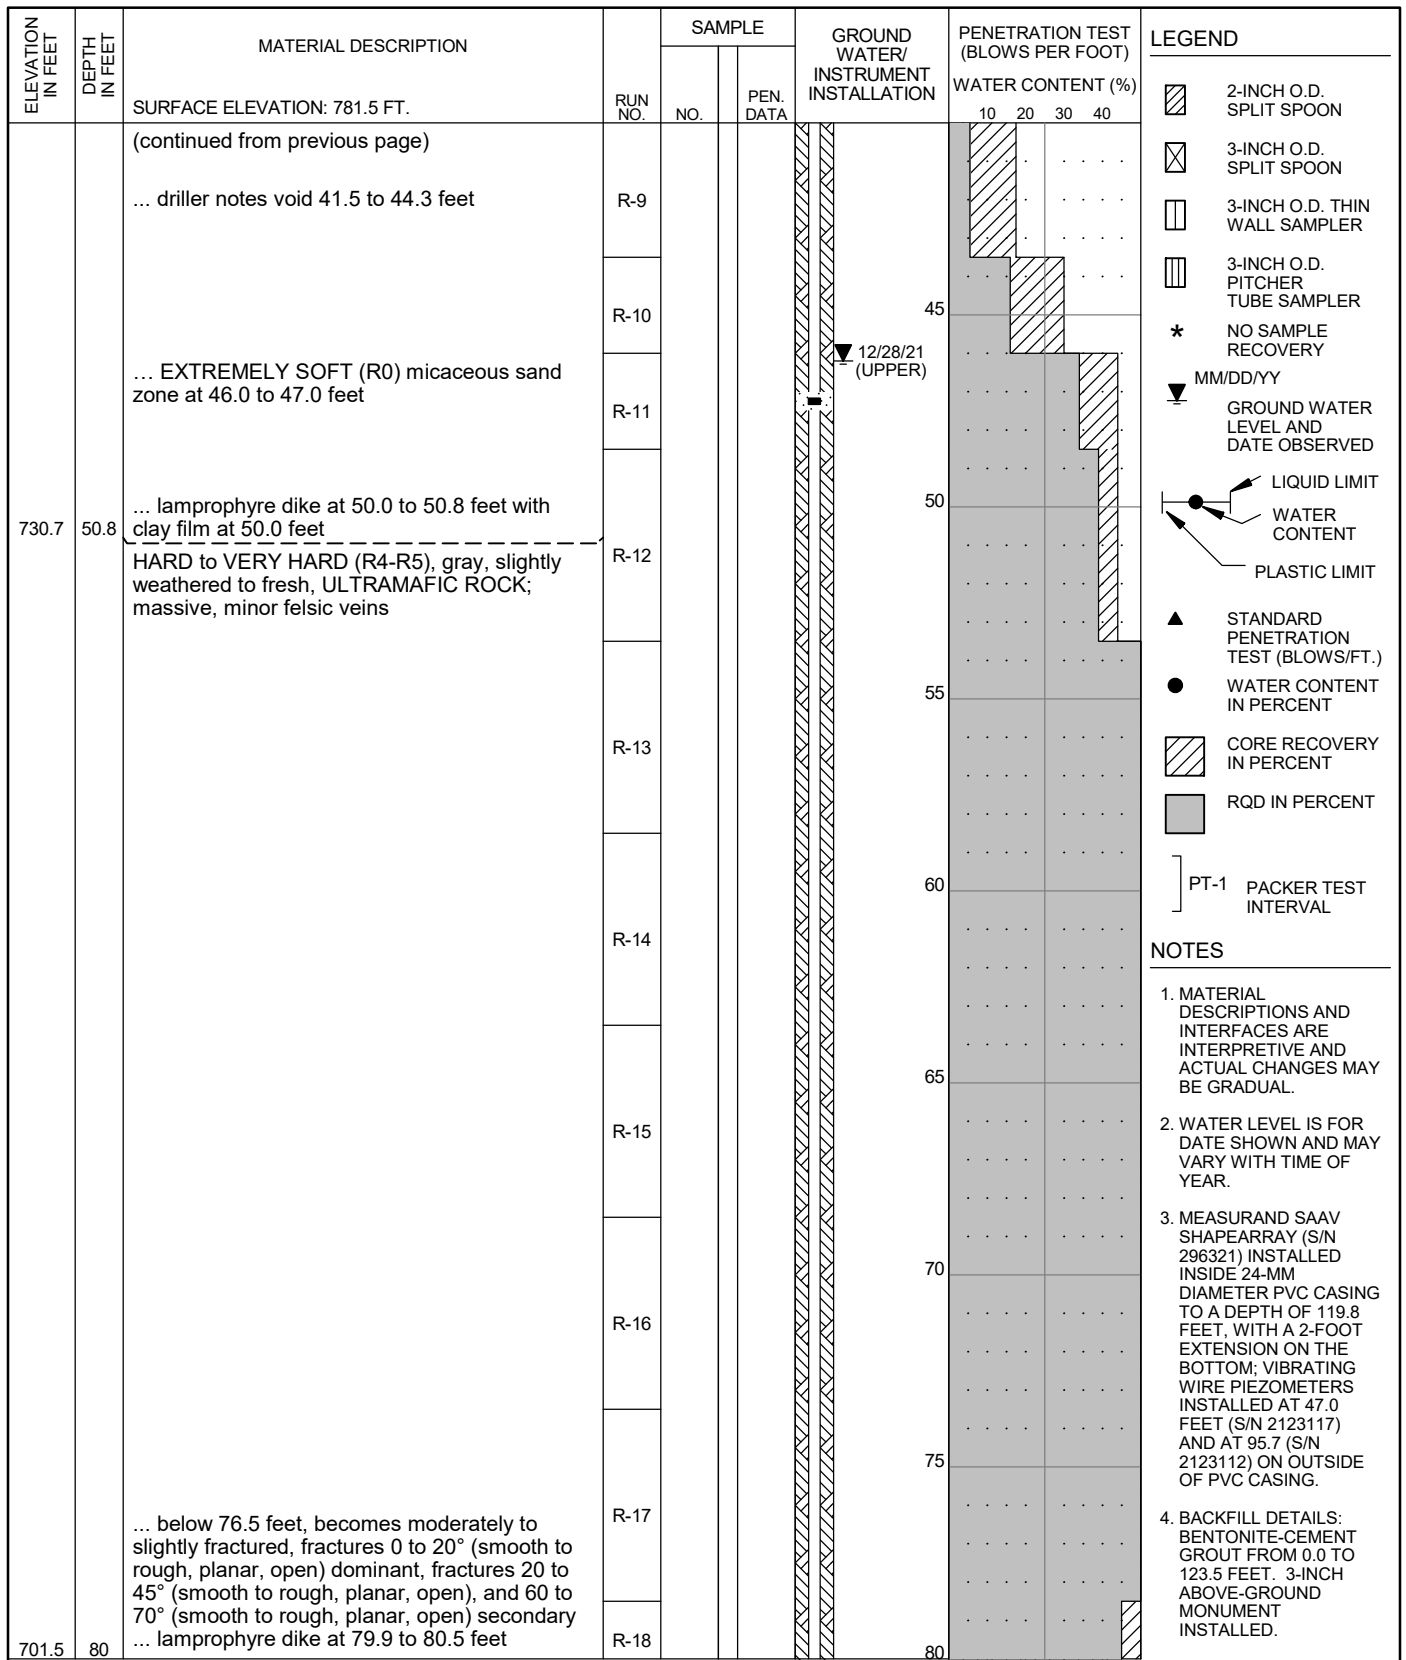 ELEVATION
IN FEET
DEPTH
IN FEET
MATERIAL DESCRIPTION
SURFACE ELEVATION: 781.5 FT.
RUN
NO.
SAMPLE
NO.
PEN.
DATA
GROUND
WATER/
INSTRUMENT
INSTALLATION
PENETRATION TEST
(BLOWS PER FOOT)
WATER CONTENT (%)
10 20 30 40
(continued from previous page)
... driller notes void 41.5 to 44.3 feet
R-9
45
R-10
12/28/21
(UPPER)
... EXTREMELY SOFT (R0) micaceous sand
zone at 46.0 to 47.0 feet
R-11
50
... lamprophyre dike at 50.0 to 50.8 feet with
clay film at 50.0 feet
730.7 50.8
HARD to VERY HARD (R4-R5), gray, slightly
weathered to fresh, ULTRAMAFIC ROCK;
massive, minor felsic veins
R-12
55
R-13
60
R-14
65
R-15
70
R-16
75
R-17
... below 76.5 feet, becomes moderately to
slightly fractured, fractures 0 to 20° (smooth to
rough, planar, open) dominant, fractures 20 to
45° (smooth to rough, planar, open), and 60 to
70° (smooth to rough, planar, open) secondary
... lamprophyre dike at 79.9 to 80.5 feet
R-18
701.5 80
80
LEGEND
2-INCH O.D.
SPLIT SPOON
3-INCH O.D.
SPLIT SPOON
3-INCH O.D. THIN
WALL SAMPLER
3-INCH O.D.
PITCHER
TUBE SAMPLER
* NO SAMPLE
RECOVERY
MM/DD/YY
GROUND WATER
LEVEL AND
DATE OBSERVED
LIQUID LIMIT
WATER
CONTENT
PLASTIC LIMIT
STANDARD
PENETRATION
TEST (BLOWS/FT.)
WATER CONTENT
IN PERCENT
CORE RECOVERY
IN PERCENT
RQD IN PERCENT
PT-1 PACKER TEST
INTERVAL
NOTES
1. MATERIAL
DESCRIPTIONS AND
INTERFACES ARE
INTERPRETIVE AND
ACTUAL CHANGES MAY
BE GRADUAL.
2. WATER LEVEL IS FOR
DATE SHOWN AND MAY
VARY WITH TIME OF
YEAR.
3. MEASURAND SAAV
SHAPEARRAY (S/N
296321) INSTALLED
INSIDE 24-MM
DIAMETER PVC CASING
TO A DEPTH OF 119.8
FEET, WITH A 2-FOOT
EXTENSION ON THE
BOTTOM; VIBRATING
WIRE PIEZOMETERS
INSTALLED AT 47.0
FEET (S/N 2123117)
AND AT 95.7 (S/N
2123112) ON OUTSIDE
OF PVC CASING.
4. BACKFILL DETAILS:
BENTONITE-CEMENT
GROUT FROM 0.0 TO
123.5 FEET. 3-INCH
ABOVE-GROUND
MONUMENT
INSTALLED.